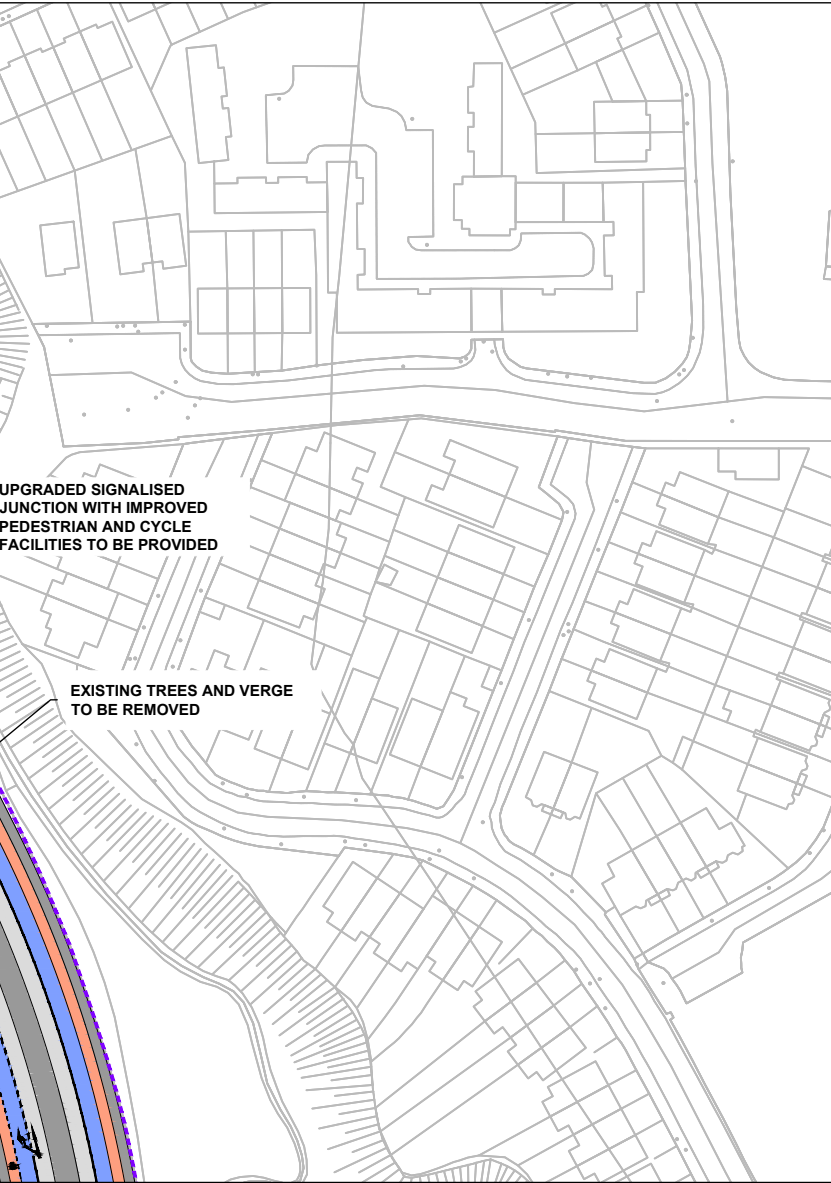 UPGRADED SIGNALISED
JUNCTION WITH IMPROVED
PEDESTRIAN AND CYCLE
FACILITIES TO BE PROVIDED
EXISTING TREES AND VERGE
TO BE REMOVED